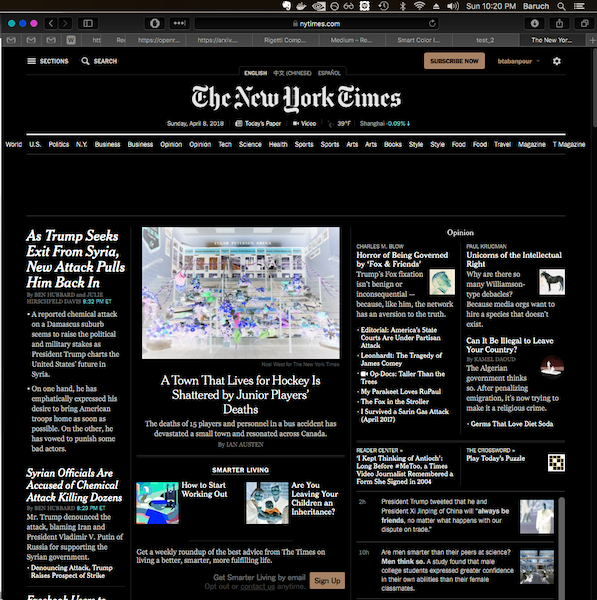 Sun 10:20 PM Baruch
nytimes.com
htt
Rec
https://openr...
https://arxiv...
Rigetti Comp...
Medium – Re...
Smart Color I...
test_2
The New Yor...
SECTIONS
SEARCH
ENGLISH 中文 (CHINESE) ESPAÑOL
SUBSCRIBE NOW
btabanpour
The New York Times
Sunday, April 8, 2018
Today's Paper
Video
39°F
Shanghai -0.09% ↓
World U.S. Politics N.Y. Business Business Opinion Opinion Tech Science Health Sports Sports Arts Arts Books Style Style Food Food Travel Magazine T Magazine
As Trump Seeks
Exit From Syria,
New Attack Pulls
Him Back In
By BEN HUBBARD and JULIE
HIRSCHFELD DAVIS 8:32 PM ET
• A reported chemical attack
on a Damascus suburb
seems to raise the political
and military stakes as
President Trump charts the
United States' future in
Syria.
• On one hand, he has
emphatically expressed his
desire to bring American
troops home as soon as
possible. On the other, he
has vowed to punish some
bad actors.
Syrian Officials Are
Accused of Chemical
Attack Killing Dozens
By BEN HUBBARD 8:29 PM ET
Mr. Trump denounced the
attack, blaming Iran and
President Vladimir V. Putin of
Russia for supporting the
Syrian government.
• Denouncing Attack, Trump
Raises Prospect of Strike
Facebook Users to
ELGAR PETERSEN ARENA
Noel West for The New York Times
A Town That Lives for Hockey Is
Shattered by Junior Players'
Deaths
The deaths of 15 players and personnel in a bus accident has
devastated a small town and resonated across Canada.
By IAN AUSTEN
SMARTER LIVING
How to Start
Working Out
Are You
Leaving Your
Children an
Inheritance?
Get a weekly roundup of the best advice from The Times on
living a better, smarter, more fulfilling life.
Get Smarter Living by email
Opt out or contact us anytime.
Sign Up
Opinion
CHARLES M. BLOW
Horror of Being Governed
by 'Fox & Friends'
Trump's Fox fixation
isn't benign or
inconsequential —
because, like him, the network
has an aversion to the truth.
• Editorial: America's State
Courts Are Under Partisan
Attack
• Leonhardt: The Tragedy of
James Comey
• Op-Docs: Taller Than the
Trees
• My Parakeet Loves RuPaul
• The Fox in the Stroller
• I Survived a Sarin Gas Attack
(April 2017)
PAUL KRUGMAN
Unicorns of the Intellectual
Right
Why are there so
many Williamson-
type debacles?
Because media orgs want to
hire a species that doesn't
exist.
Can It Be Illegal to Leave
Your Country?
By KAMEL DAOUD
The Algerian
government thinks
so. After penalizing
emigration, it's now trying to
make it a religious crime.
• Germs That Love Diet Soda
READER CENTER »
'I Kept Thinking of Antioch':
Long Before #MeToo, a Times
Video Journalist Remembered a
Form She Signed in 2004
THE CROSSWORD »
Play Today's Puzzle
2h
President Trump tweeted that he and
President Xi Jinping of China will "always be
friends, no matter what happens with our
dispute on trade."
10h
Are men smarter than their peers at science?
Men think so. A study found that male
college students expressed greater confidence
in their own abilities than their female
classmates.